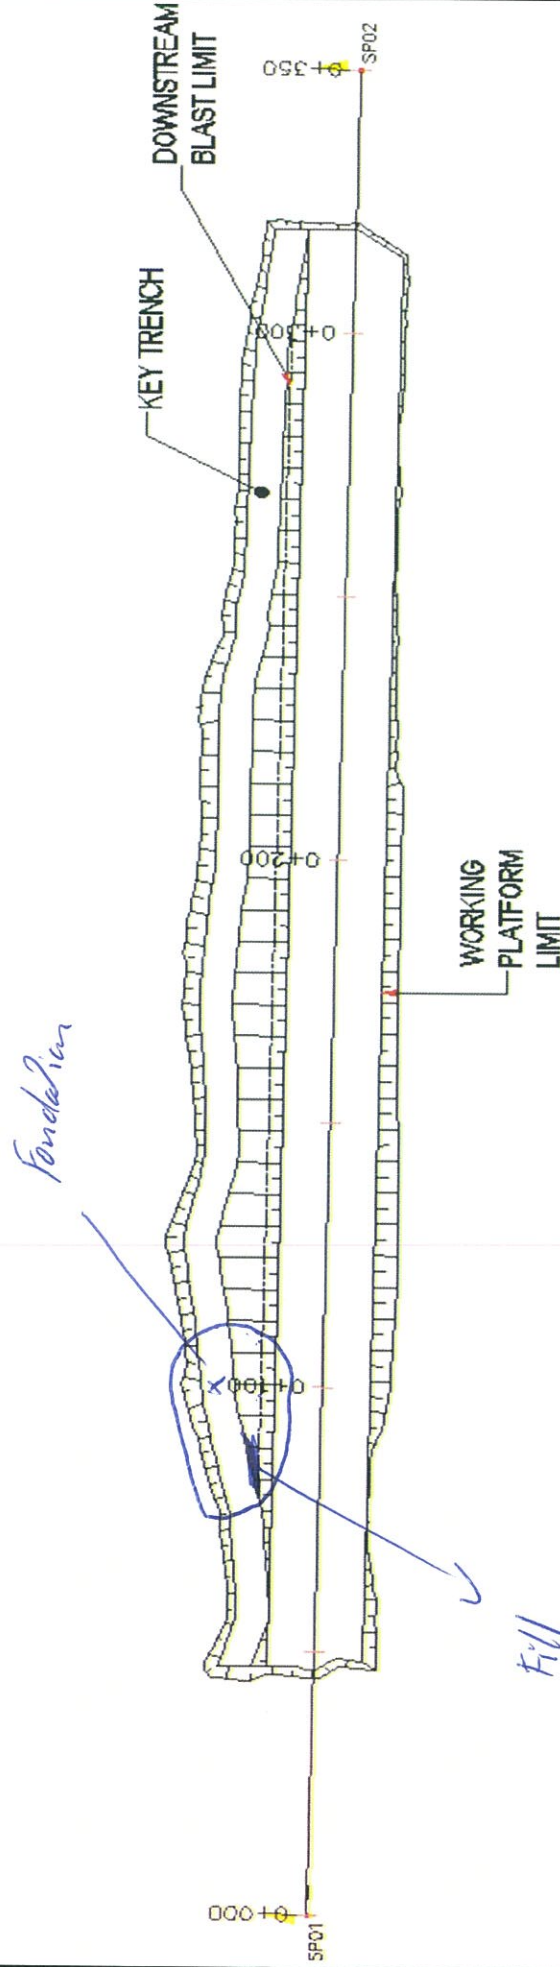 DOWNSTREAM
BLAST LIMIT
0+350
SP02
KEY TRENCH
0+300
0+200
WORKING
PLATFORM
LIMIT
Fondation
0+100
Fill
0+000
SP01